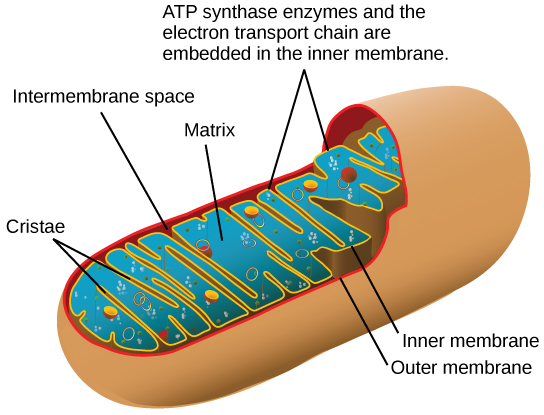 ATP synthase enzymes and the
electron transport chain are
embedded in the inner membrane.
Intermembrane space
Matrix
Cristae
Inner membrane
Outer membrane